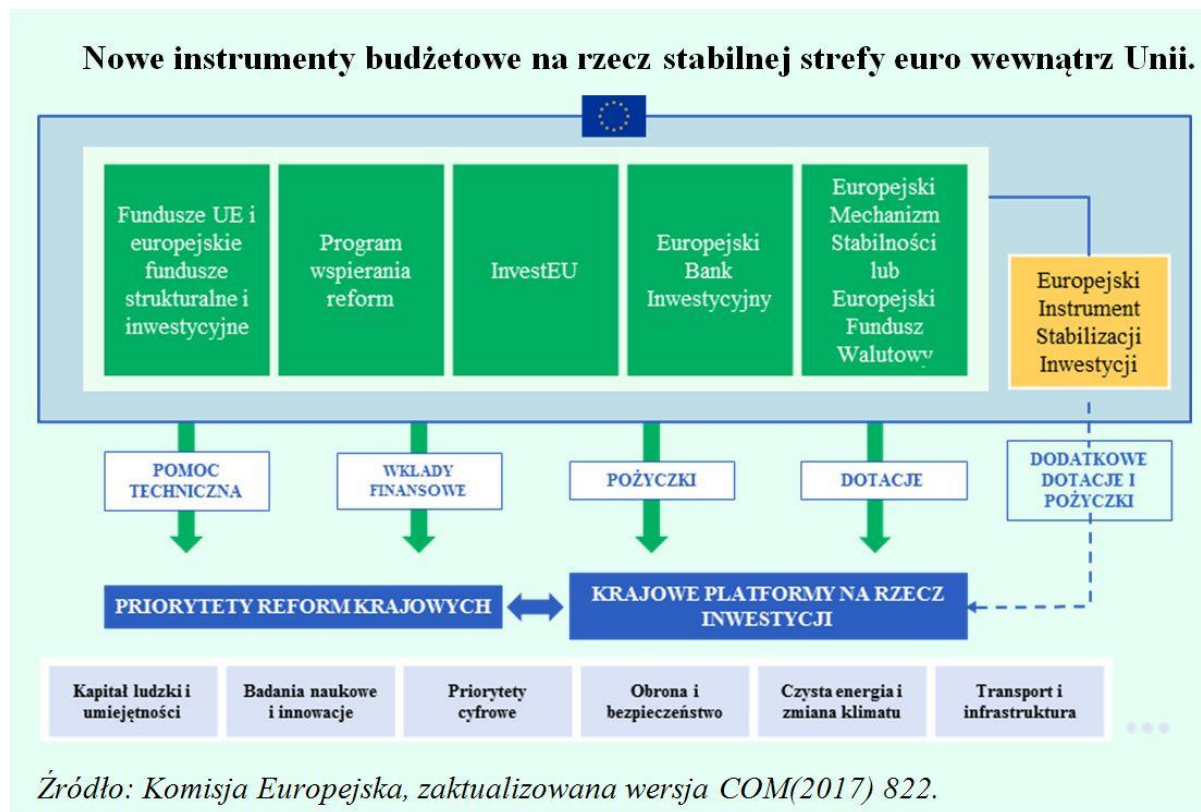 Nowe instrumenty budżetowe na rzecz stabilnej strefy euro wewnątrz Unii.
Fundusze UE i
europejskie
fundusze
strukturalne i
inwestycyjne
Program
wspierania
reform
InvestEU
Europejski
Bank
Inwestycyjny
Europejski
Mechanizm
Stabilności
lub
Europejski
Fundusz
Walutowy
Europejski
Instrument
Stabilizacji
Inwestycji
POMOC
TECHNICZNA
WKŁADY
FINANSOWE
POŻYCZKI
DOTACJE
DODATKOWE
DOTACJE I
POŻYCZKI
PRIORYTETY REFORM KRAJOWYCH
KRAJOWE PLATFORMY NA RZECZ
INWESTYCJI
Kapitał ludzki i
umiejętności
Badania naukowe
i innowacje
Priorytety
cyfrowe
Obrona i
bezpieczeństwo
Czysta energia i
zmiana klimatu
Transport i
infrastruktura
Źródło: Komisja Europejska, zaktualizowana wersja COM(2017) 822.